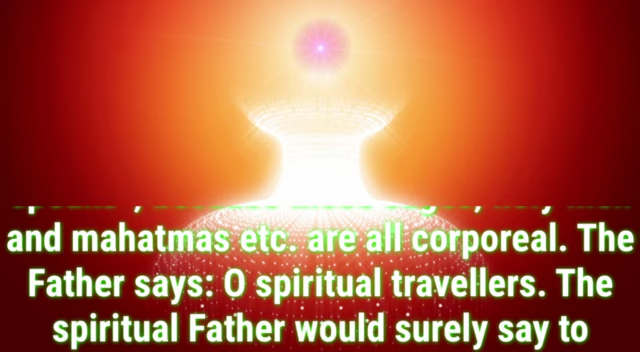 and mahatmas etc. are all corporeal. The
Father says: O spiritual travellers. The
spiritual Father would surely say to